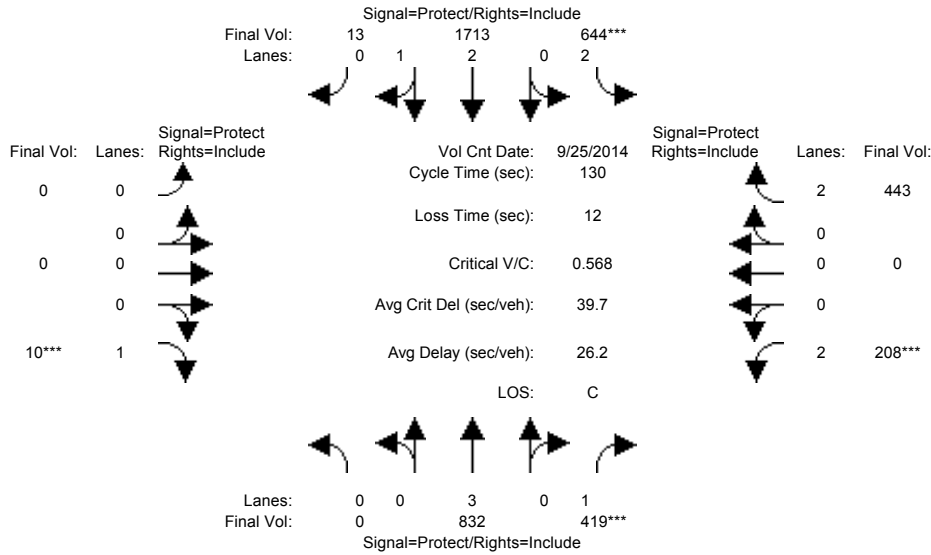 Signal=Protect/Rights=Include
Final Vol: 13 1713 644***
Lanes: 0 1 2 0 2
Signal=Protect Signal=Protect
Final Vol: Lanes: Rights=Include Vol Cnt Date: 9/25/2014 Rights=Include Lanes: Final Vol:
Cycle Time (sec): 130
0 0 2 443
Loss Time (sec): 12
0 0
0 0 Critical V/C: 0.568 0 0
0 Avg Crit Del (sec/veh): 39.7 0
10*** 1 Avg Delay (sec/veh): 26.2 2 208***
LOS: C
Lanes: 0 0 3 0 1
Final Vol: 0 832 419***
Signal=Protect/Rights=Include